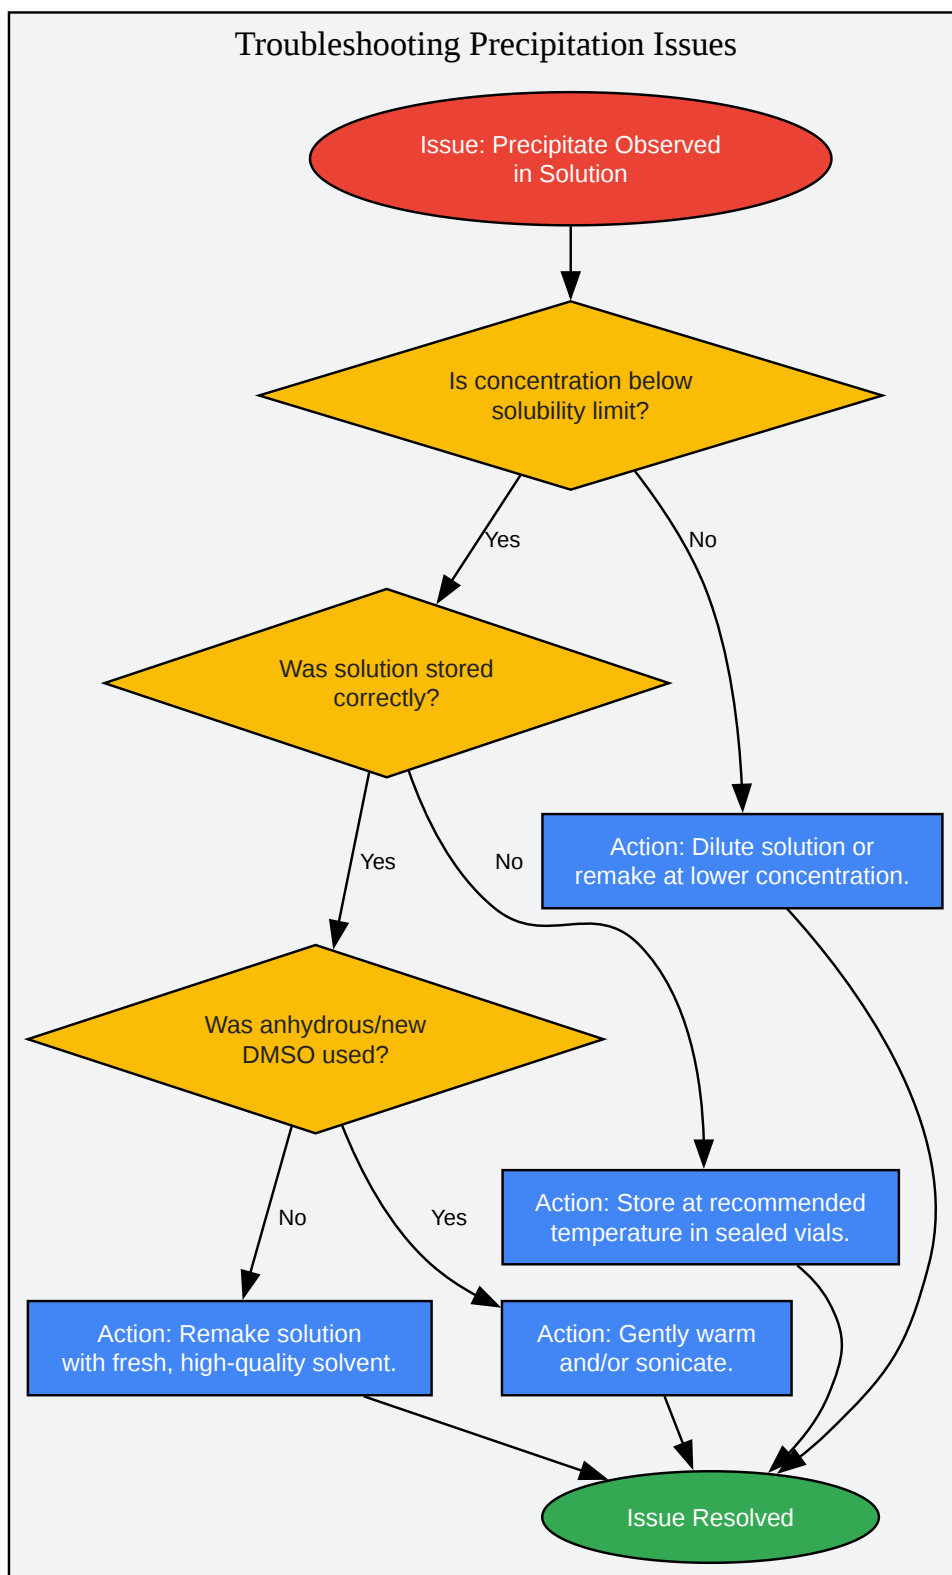 Troubleshooting Precipitation Issues
Issue: Precipitate Observed
in Solution
Is concentration below
solubility limit?
Yes
No
Was solution stored
correctly?
Action: Dilute solution or
remake at lower concentration.
Yes
No
Was anhydrous/new
DMSO used?
Action: Store at recommended
temperature in sealed vials.
No
Yes
Action: Remake solution
with fresh, high-quality solvent.
Action: Gently warm
and/or sonicate.
Issue Resolved